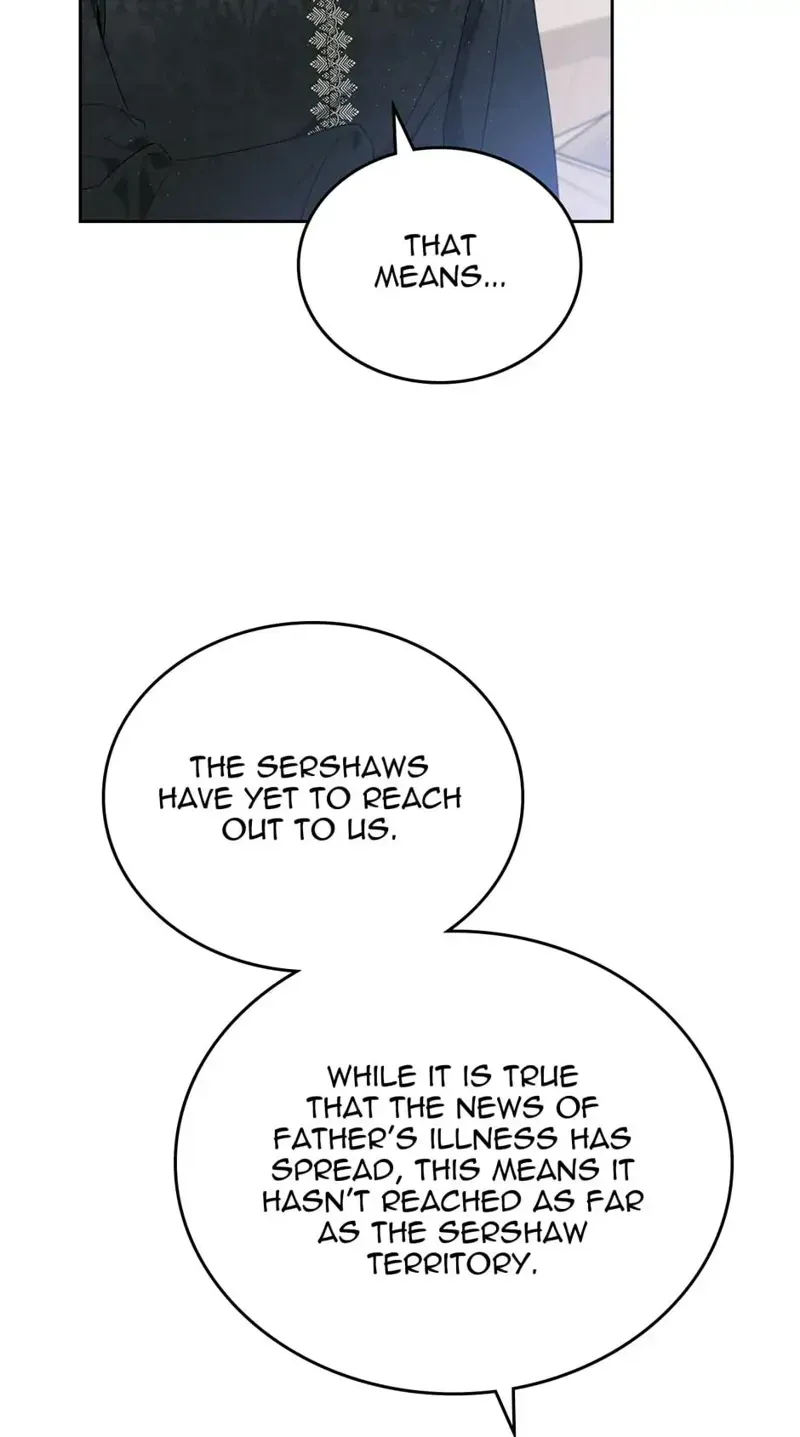 THAT
MEANS...
THE SERSHAWS
HAVE YET TO REACH
OUT TO US.
WHILE IT IS TRUE
THAT THE NEWS OF
FATHER'S ILLNESS HAS
SPREAD, THIS MEANS IT
HASN'T REACHED AS FAR
AS THE SERSHAW
TERRITORY.